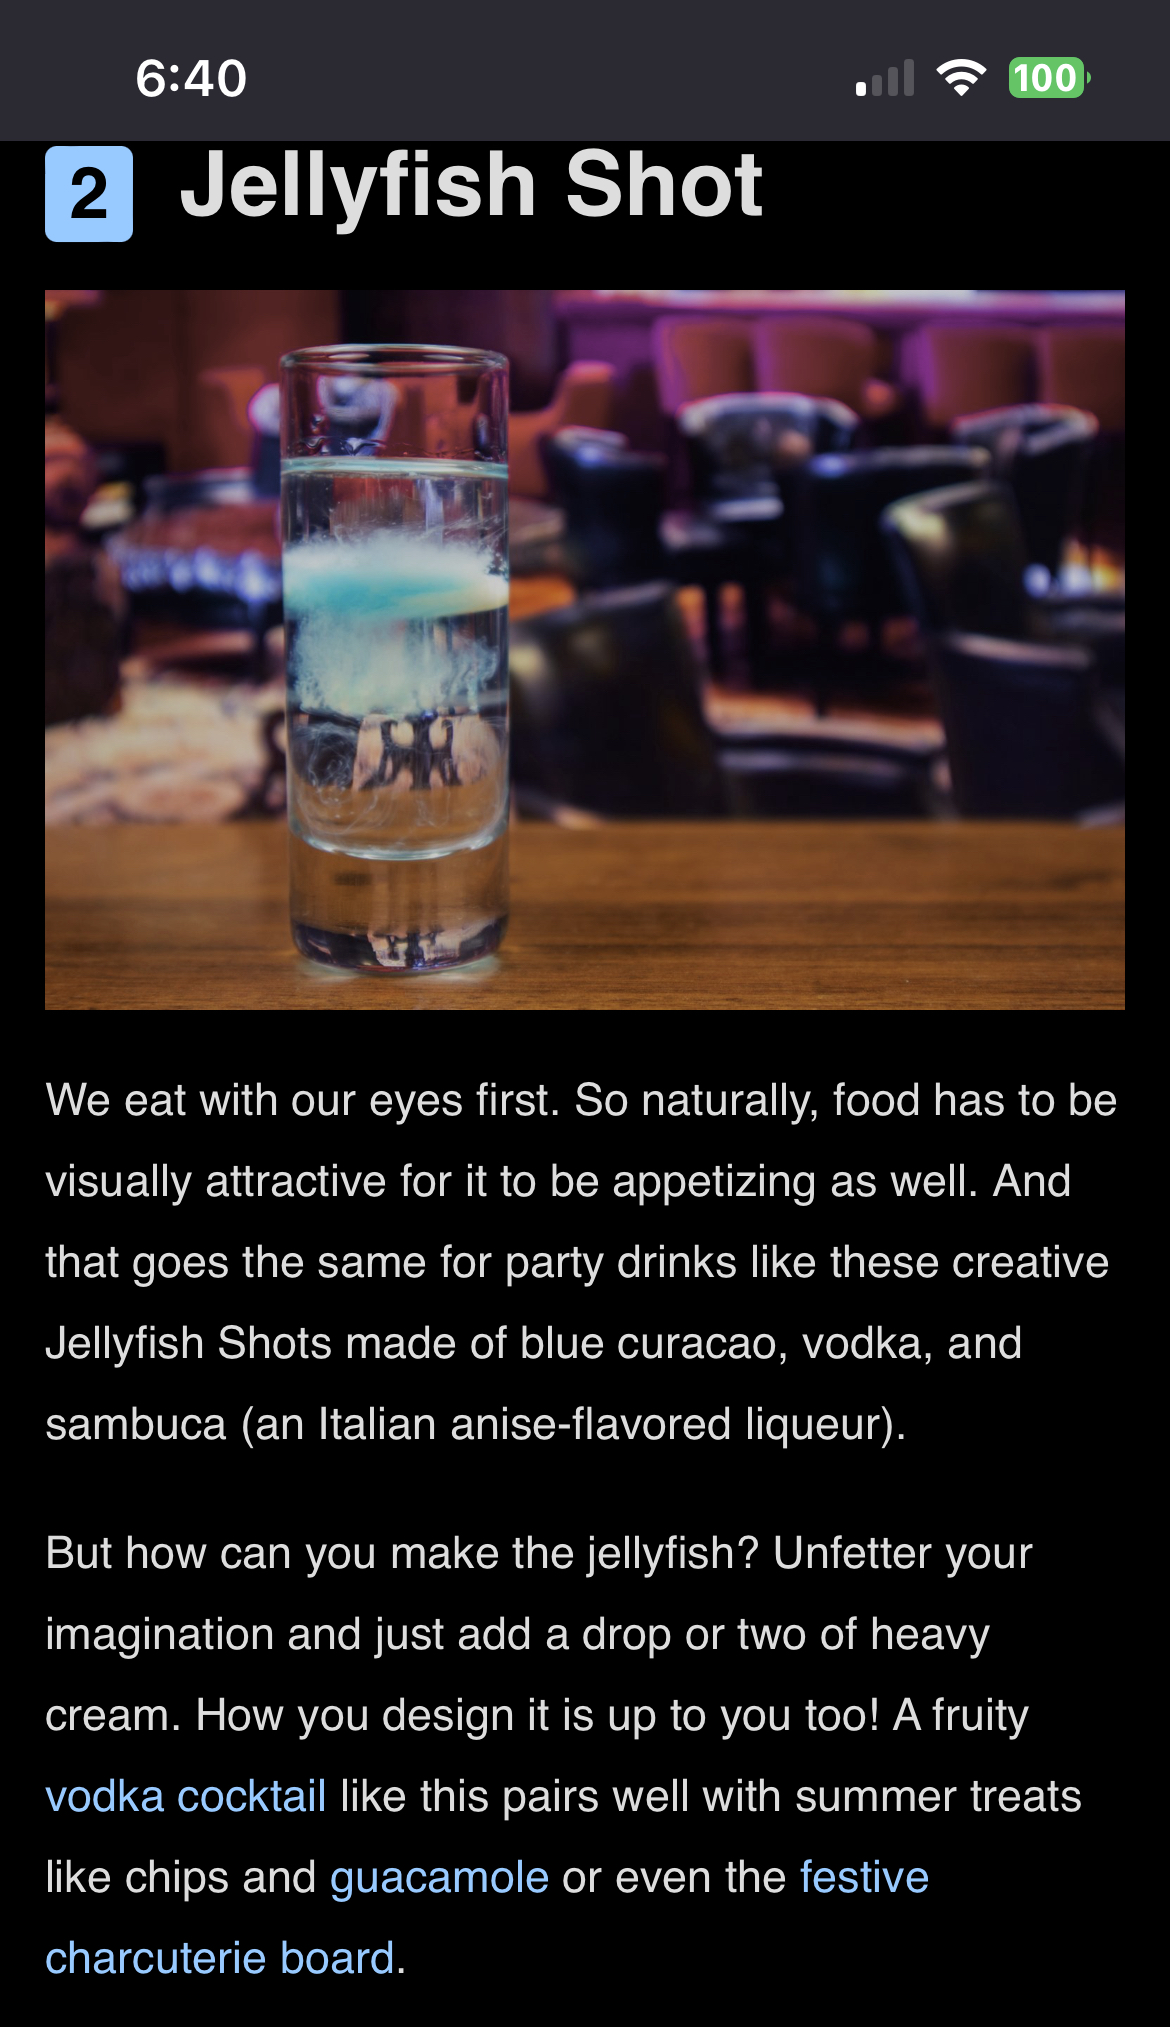 6:40
100
2 Jellyfish Shot
We eat with our eyes first. So naturally, food has to be
visually attractive for it to be appetizing as well. And
that goes the same for party drinks like these creative
Jellyfish Shots made of blue curacao, vodka, and
sambuca (an Italian anise-flavored liqueur).
But how can you make the jellyfish? Unfetter your
imagination and just add a drop or two of heavy
cream. How you design it is up to you too! A fruity
vodka cocktail like this pairs well with summer treats
like chips and guacamole or even the festive
charcuterie board.